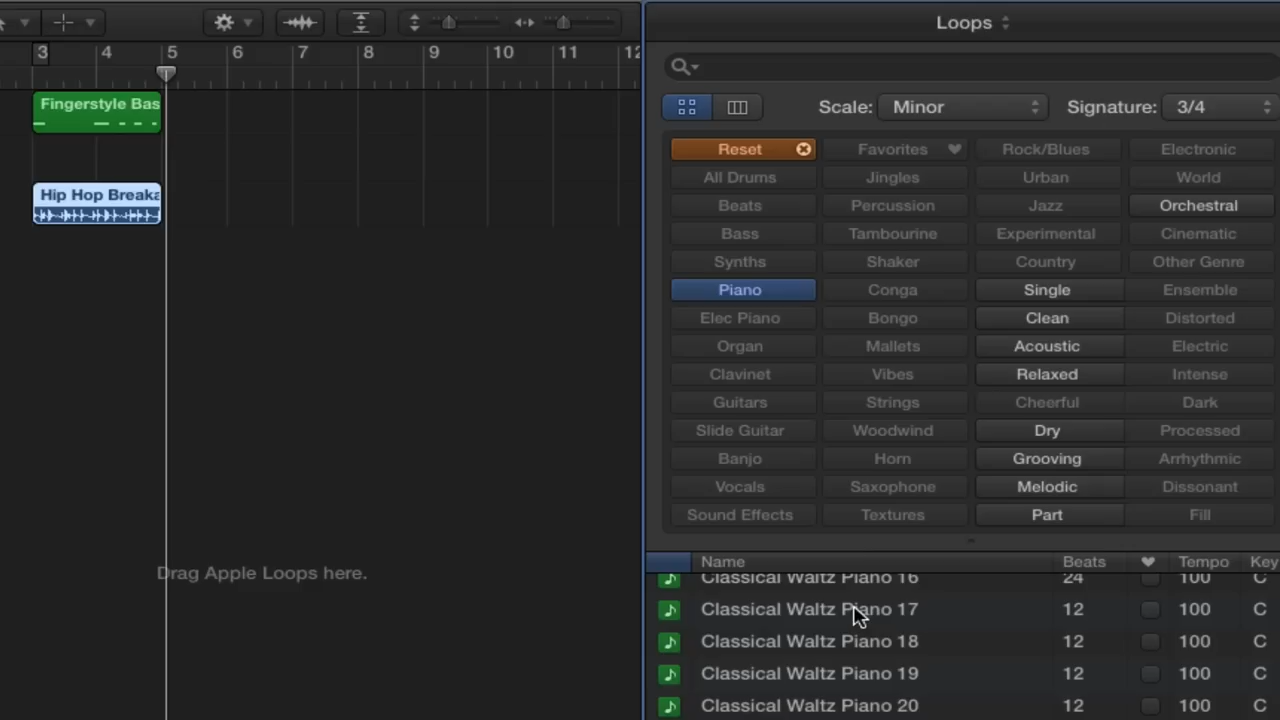 Loops
3 4 5 6 7 8 9 10 11 12
Fingerstyle Bas
Hip Hop Breaka
Drag Apple Loops here.
Scale: Minor Signature: 3/4
Reset Favorites Rock/Blues Electronic
All Drums Jingles Urban World
Beats Percussion Jazz Orchestral
Bass Tambourine Experimental Cinematic
Synths Shaker Country Other Genre
Piano Conga Single Ensemble
Elec Piano Bongo Clean Distorted
Organ Mallets Acoustic Electric
Clavinet Vibes Relaxed Intense
Guitars Strings Cheerful Dark
Slide Guitar Woodwind Dry Processed
Banjo Horn Grooving Arrhythmic
Vocals Saxophone Melodic Dissonant
Sound Effects Textures Part Fill
Name Beats Tempo Key
Classical Waltz Piano 16 24 100 C
Classical Waltz Piano 17 12 100 C
Classical Waltz Piano 18 12 100 C
Classical Waltz Piano 19 12 100 C
Classical Waltz Piano 20 12 100 C